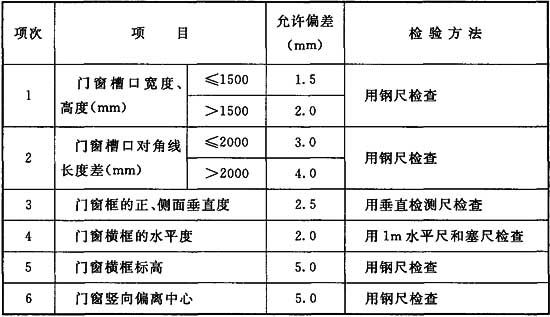 项次 项 目 允许偏差(mm) 检验方法
1 门窗槽口宽度、高度(mm) ≤1500 1.5 用钢尺检查
>1500 2.0
2 门窗槽口对角线长度差(mm) ≤2000 3.0 用钢尺检查
>2000 4.0
3 门窗框的正、侧面垂直度 2.5 用垂直检测尺检查
4 门窗横框的水平度 2.0 用1m水平尺和塞尺检查
5 门窗横框标高 5.0 用钢尺检查
6 门窗竖向偏离中心 5.0 用钢尺检查